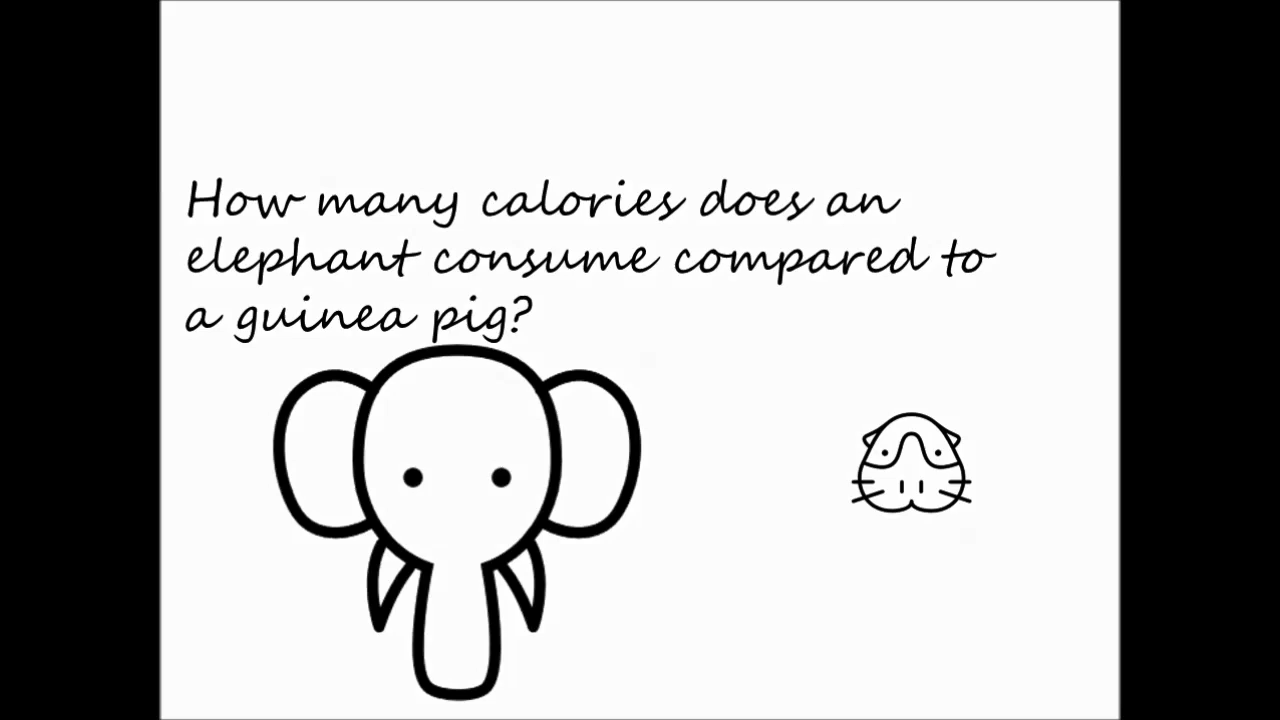 How many calories does an
elephant consume compared to
a guinea pig?